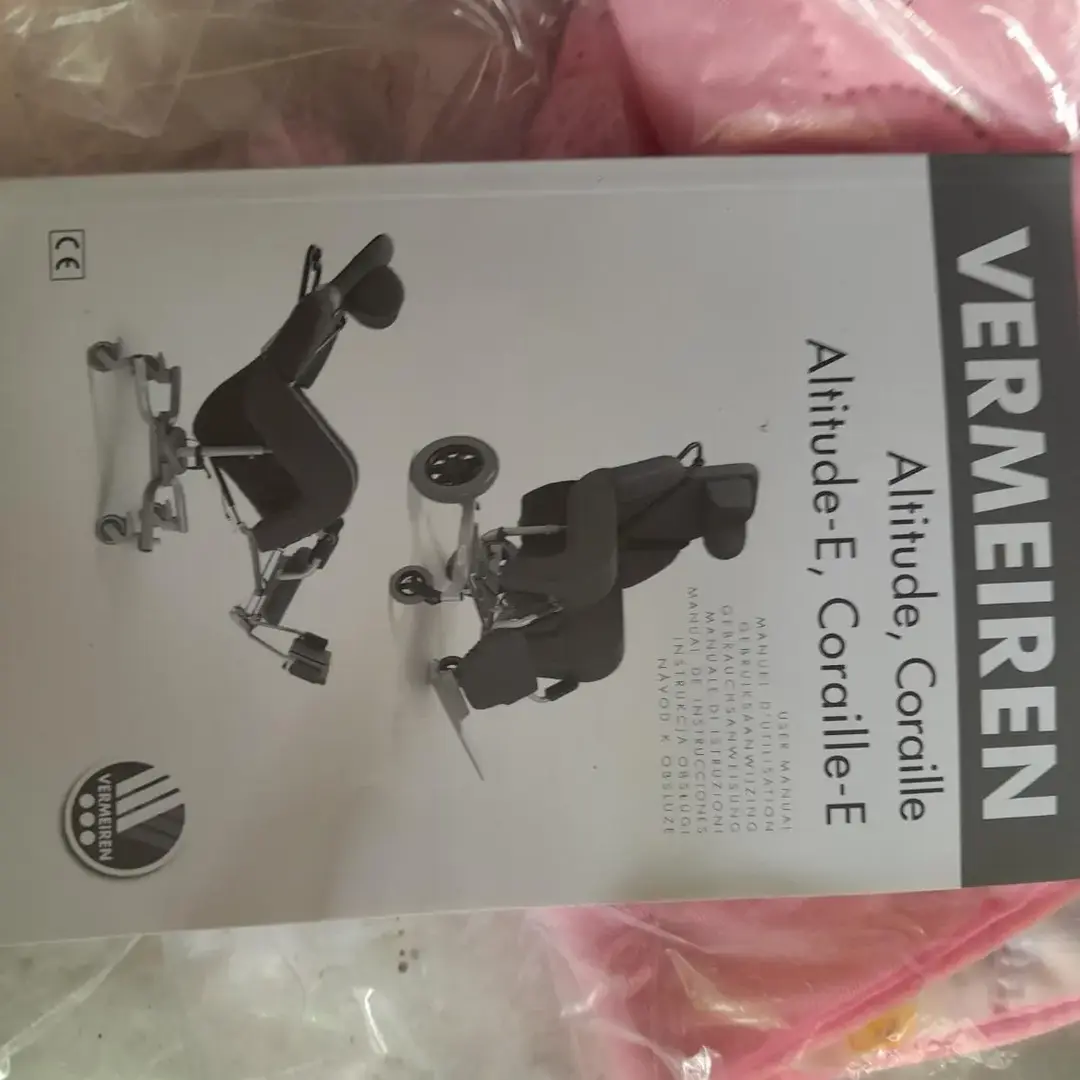 VERMEIREN
Altitude, Coraille
Altitude-E, Coraille-E
USER MANUAL
MANUEL D'UTILISATION
GEBRUIKSAANWIJZING
GEBRAUCHSANWEISUNG
MANUALE DI ISTRUZIONI
MANUAL DE INSTRUCCIONES
INSTRUKCJA OBSŁUGI
NÁVOD K OBSLUZE
VERMEIREN
CE